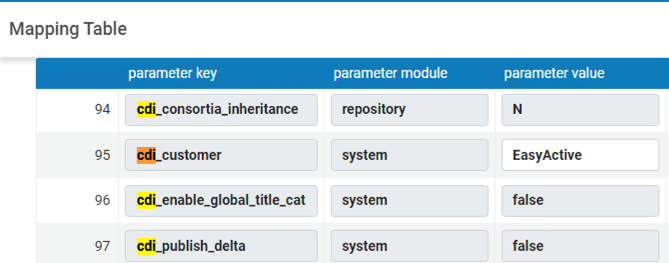 Mapping Table
parameter key parameter module parameter value
94 cdi_consortia_inheritance repository N
95 cdi_customer system EasyActive
96 cdi_enable_global_title_cat system false
97 cdi_publish_delta system false